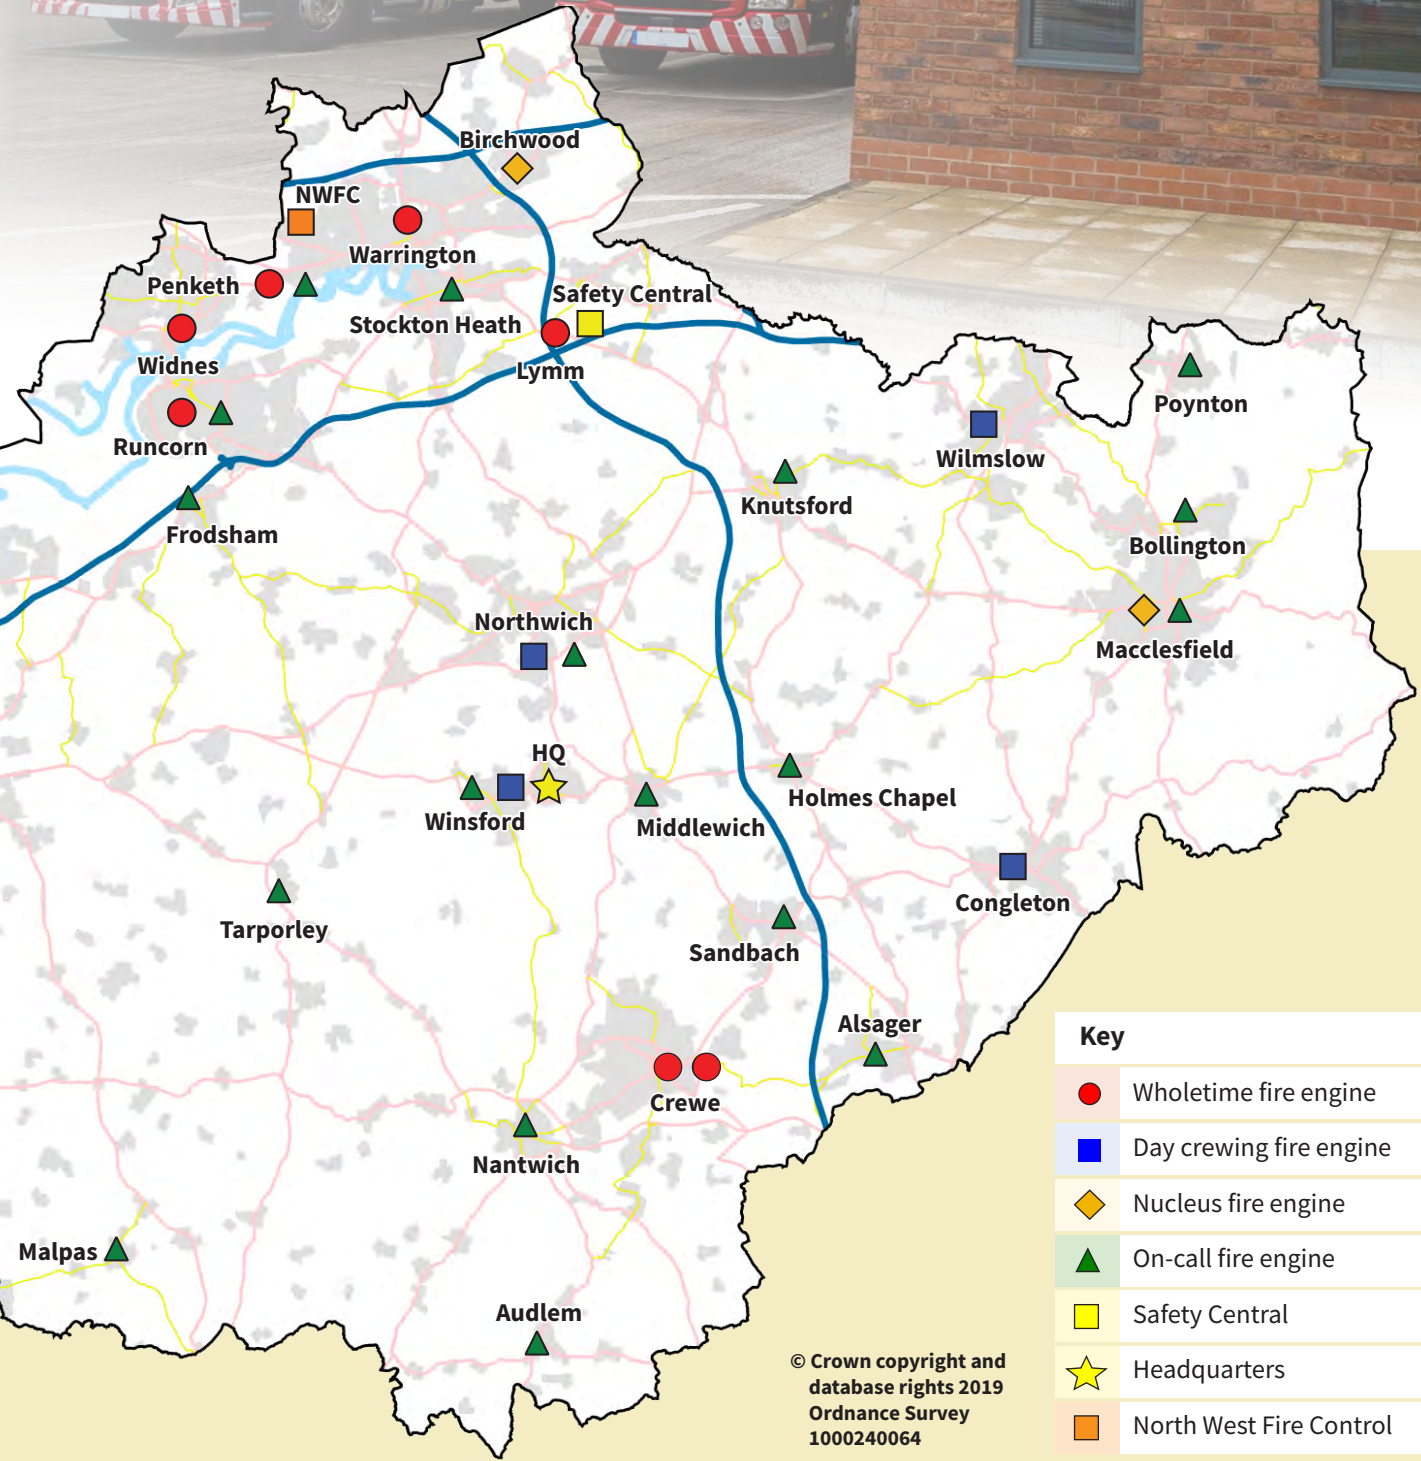 Birchwood
NWFC
Warrington
Penketh
Safety Central
Stockton Heath
Widnes
Lymm
Poynton
Runcorn
Wilmslow
Knutsford
Frodsham
Bollington
Northwich
Macclesfield
HQ
Holmes Chapel
Winsford
Middlewich
Congleton
Tarporley
Sandbach
Alsager
Crewe
Nantwich
Malpas
Audlem
Key
Wholetime fire engine
Day crewing fire engine
Nucleus fire engine
On-call fire engine
Safety Central
Headquarters
North West Fire Control
© Crown copyright and
database rights 2019
Ordnance Survey
1000240064